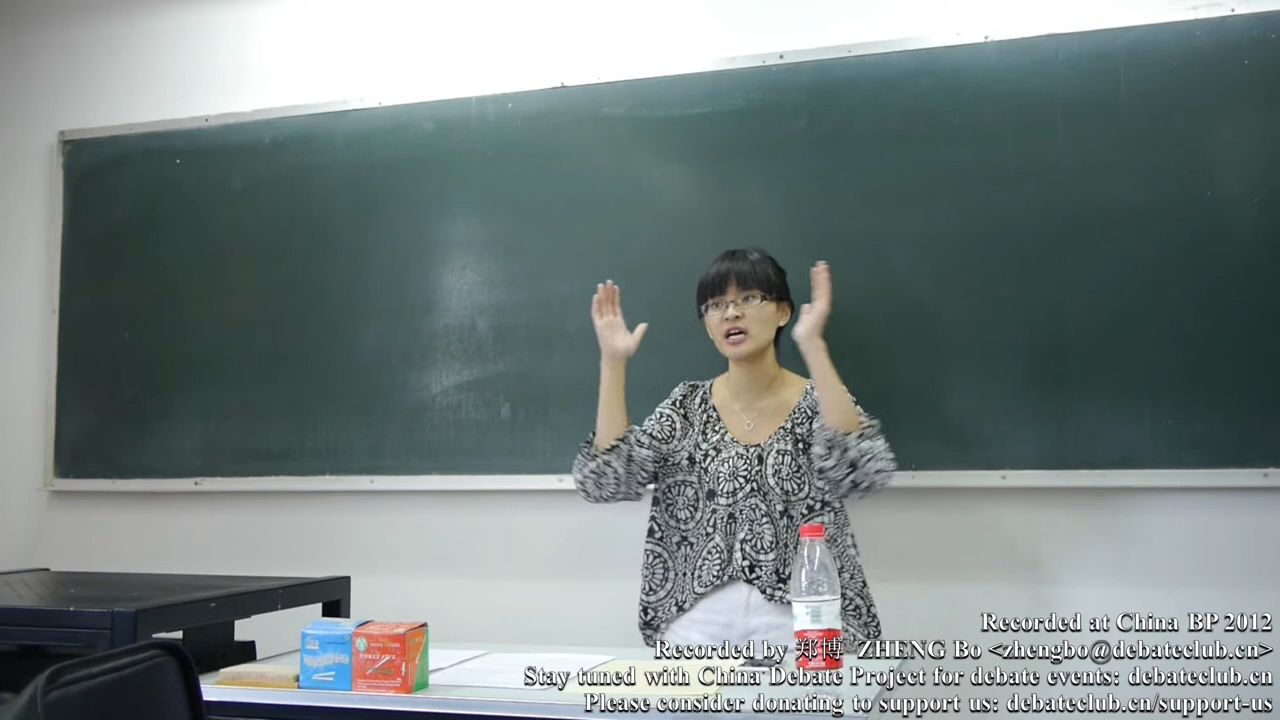 Recorded at China BP 2012
Recorded by 郑博 ZHENG Bo <zhengbo@debateclub.cn>
Stay tuned with China Debate Project for debate events: debateclub.cn
Please consider donating to support us: debateclub.cn/support-us